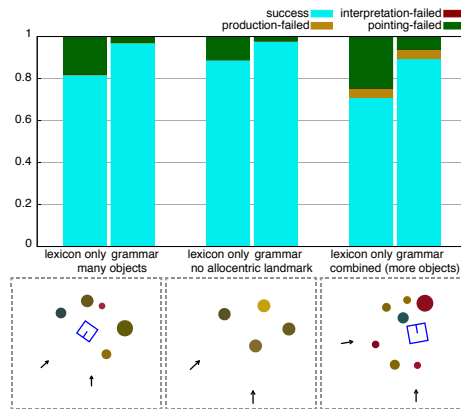 success interpretation-failed
production-failed pointing-failed
1
0.8
0.6
0.4
0.2
0
lexicon only grammar lexicon only grammar lexicon only grammar
many objects no allocentric landmark combined (more objects)